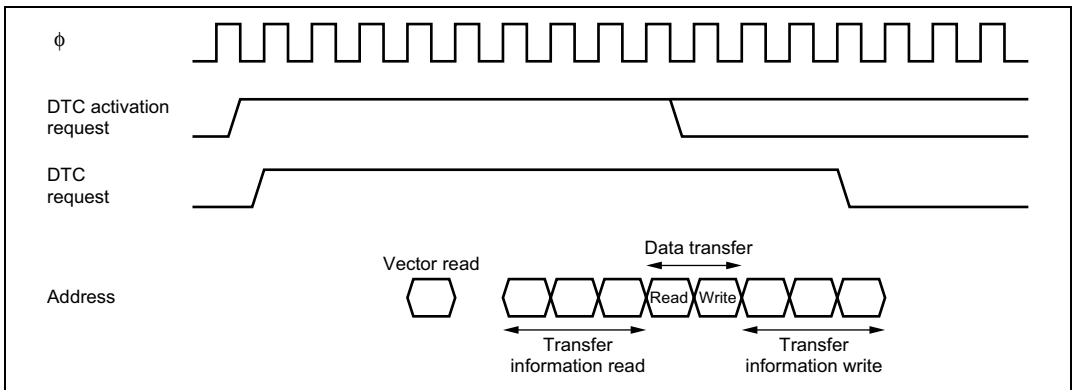 ϕ
DTC activation
request
DTC
request
Data transfer
Vector read
Address
Read
Write
Transfer
information read
Transfer
information write